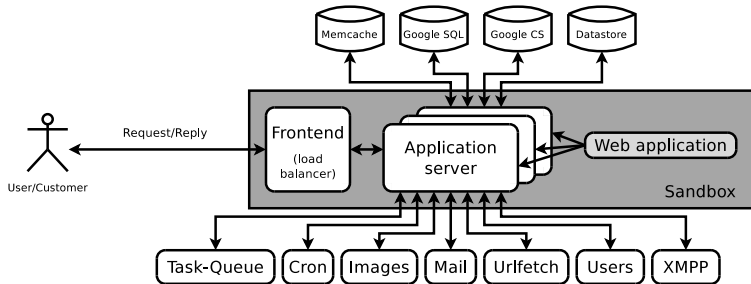 Memcache
Google SQL
Google CS
Datastore
Request/Reply
User/Customer
Frontend
(load
balancer)
Application
server
Web application
Sandbox
Task-Queue
Cron
Images
Mail
Urlfetch
Users
XMPP